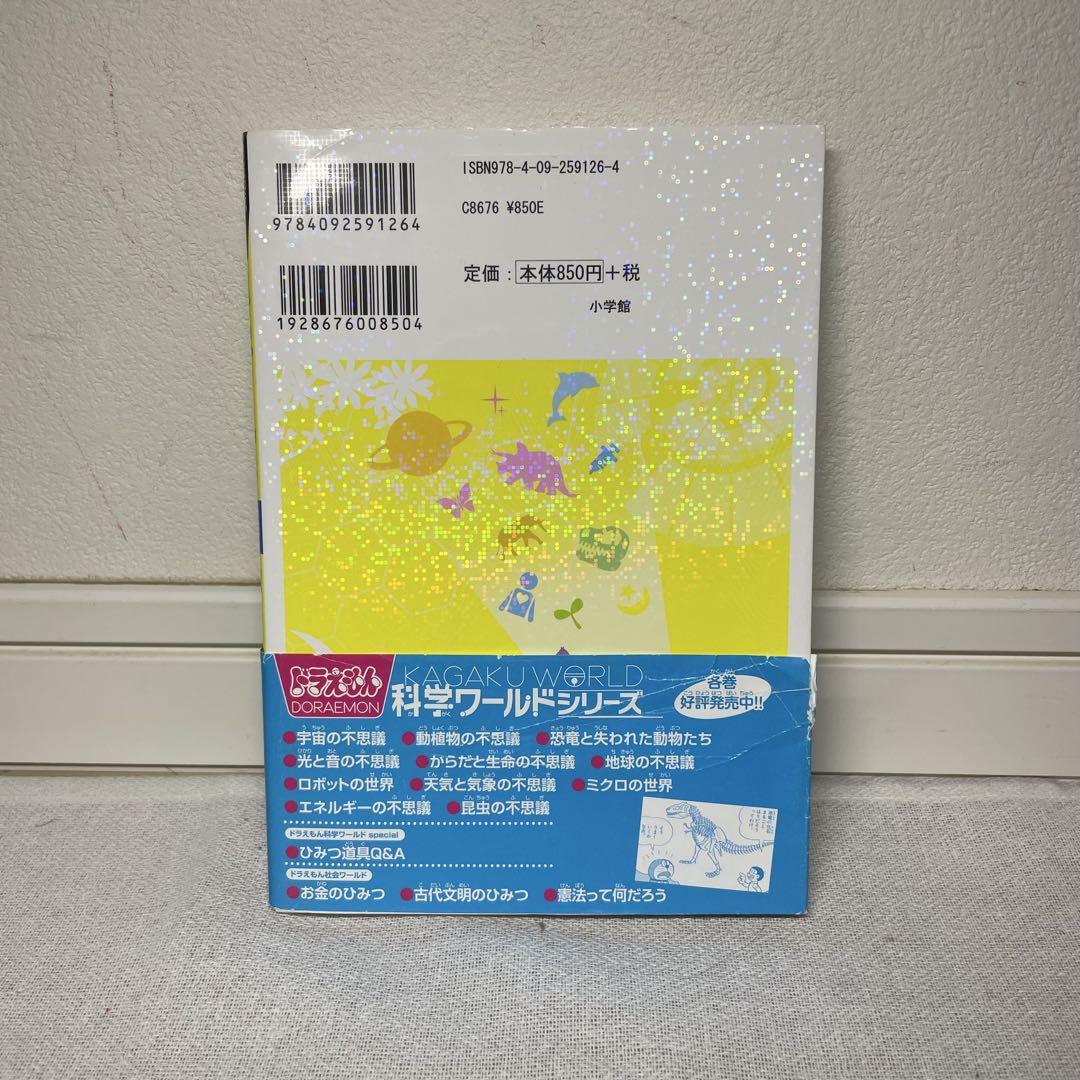 ISBN978-4-09-259126-4
9784092591264
C8676 ¥850E
定価：本体850円＋税
1928676008504
小学館
ドラえもん
DORAEMON
KAGAKU WORLD
科学ワールドシリーズ
各巻
好評発売中!!
●宇宙の不思議 ●動植物の不思議 ●恐竜と失われた動物たち
●光と音の不思議 ●からだと生命の不思議 ●地球の不思議
●ロボットの世界 ●天気と気象の不思議 ●ミクロの世界
●エネルギーの不思議 ●昆虫の不思議
ドラえもん科学ワールド special
●ひみつ道具Q&A
ドラえもん社会ワールド
●お金のひみつ ●古代文明のひみつ ●憲法って何だろう